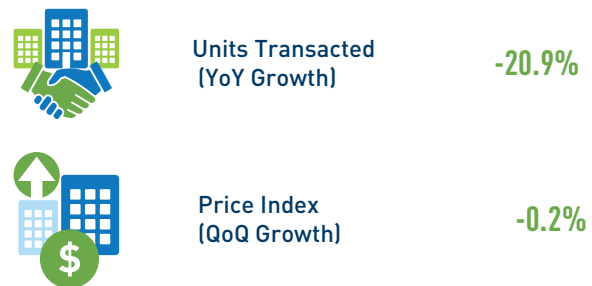 Units Transacted
(YoY Growth)
-20.9%
Price Index
(QoQ Growth)
-0.2%
$